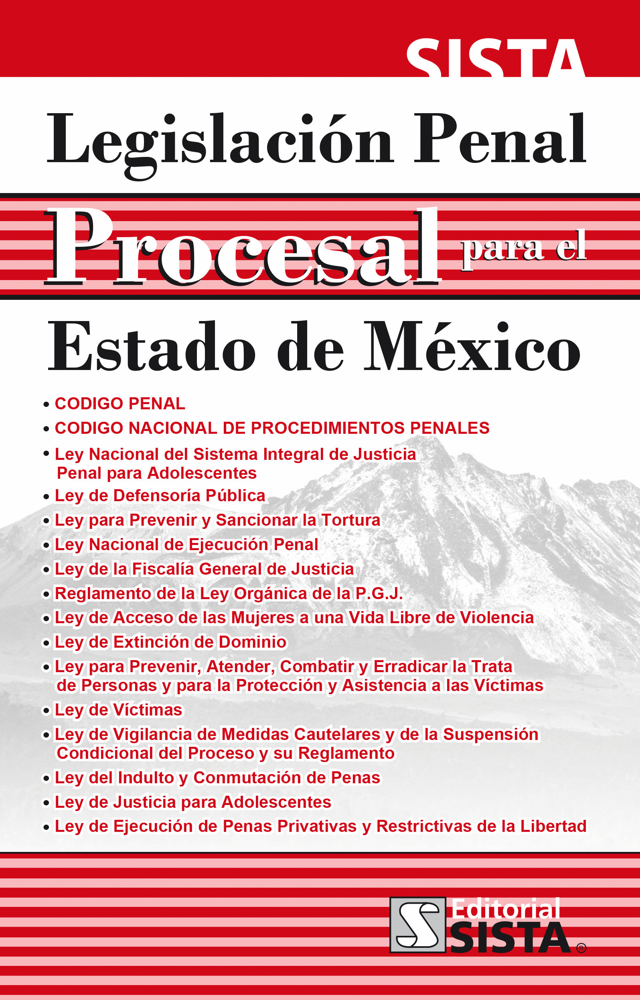 SISTA
Legislación Penal
Procesal para el
Estado de México
• CODIGO PENAL
• CODIGO NACIONAL DE PROCEDIMIENTOS PENALES
• Ley Nacional del Sistema Integral de Justicia
Penal para Adolescentes
• Ley de Defensoría Pública
• Ley para Prevenir y Sancionar la Tortura
• Ley Nacional de Ejecución Penal
• Ley de la Fiscalía General de Justicia
• Reglamento de la Ley Orgánica de la P.G.J.
• Ley de Acceso de las Mujeres a una Vida Libre de Violencia
• Ley de Extinción de Dominio
• Ley para Prevenir, Atender, Combatir y Erradicar la Trata
de Personas y para la Protección y Asistencia a las Víctimas
• Ley de Víctimas
• Ley de Vigilancia de Medidas Cautelares y de la Suspensión
Condicional del Proceso y su Reglamento
• Ley del Indulto y Conmutación de Penas
• Ley de Justicia para Adolescentes
• Ley de Ejecución de Penas Privativas y Restrictivas de la Libertad
Editorial
SISTA ®